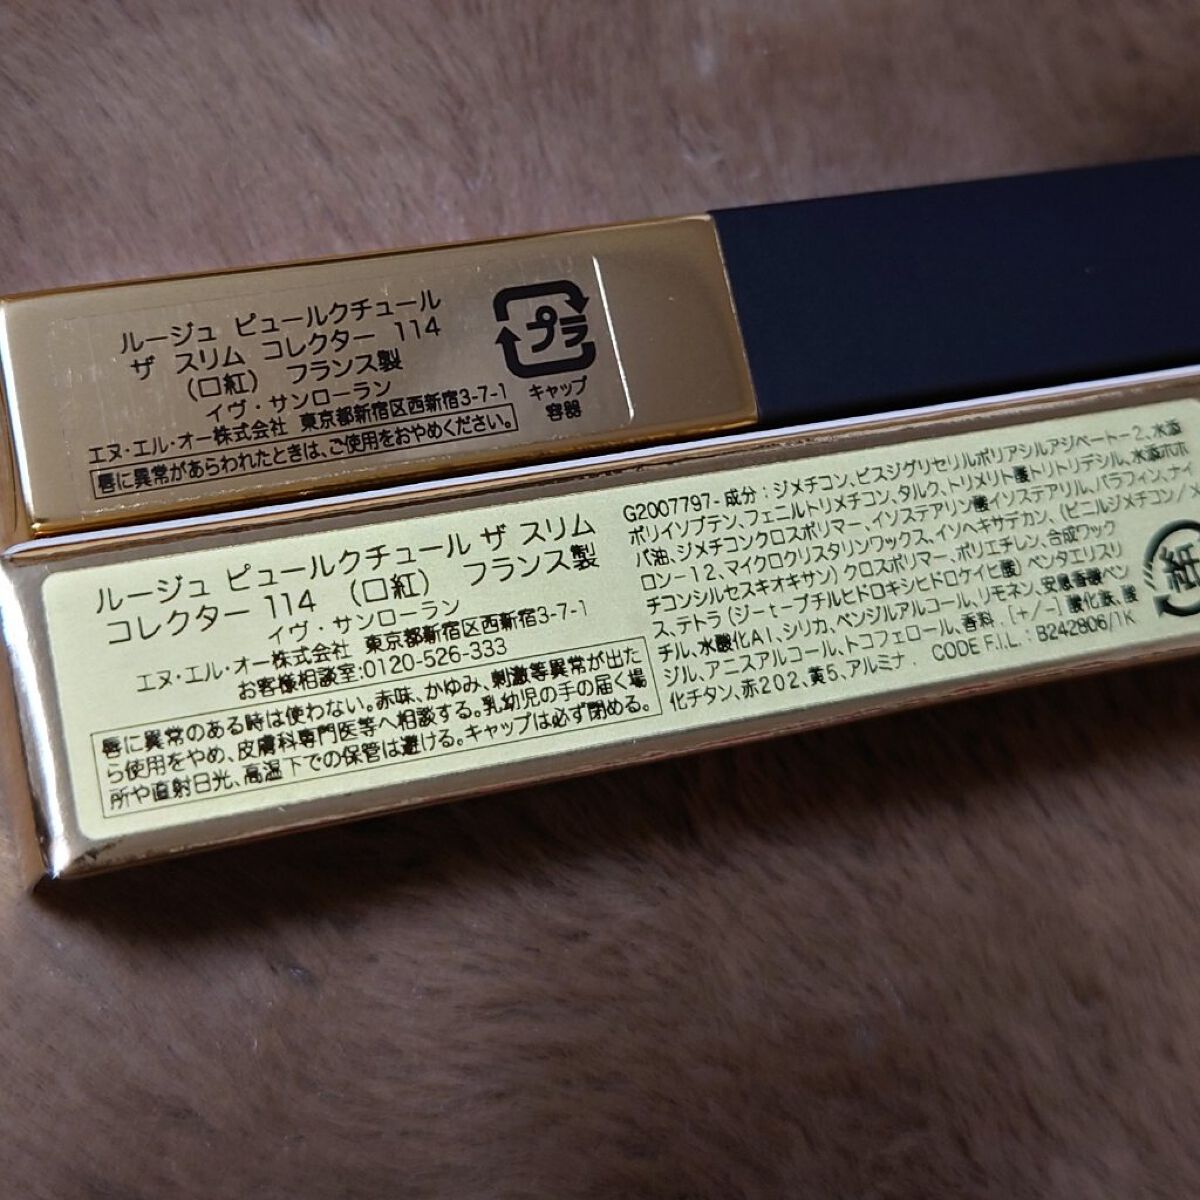 ルージュ ピュールクチュール
ザ スリム コレクター 114
(口紅) フランス製
イヴ・サンローラン
エヌ・エル・オー株式会社 東京都新宿区西新宿3-7-1
唇に異常があらわれたときは、ご使用をおやめください。
プラ
キャップ
容器
ルージュ ピュールクチュール ザ スリム
コレクター 114 (口紅) フランス製
イヴ・サンローラン
エヌ・エル・オー株式会社 東京都新宿区西新宿3-7-1
お客様相談室:0120-526-333
唇に異常のある時は使わない。赤味、かゆみ、刺激等異常が出た
ら使用をやめ、皮膚科専門医等へ相談する。乳幼児の手の届く場
所や直射日光、高温下での保管は避ける。キャップは必ず閉める。
G2007797-成分:ジメチコン、ビスジグリセリルポリアシルアジペート-2、水添
ポリイソブテン、フェニルトリメチコン、タルク、トリメリト酸トリトリデシル、水添ホホ
バ油、ジメチコンクロスポリマー、イソステアリン酸イソステアリル、パラフィン、ナイ
ロン-12、マイクロクリスタリンワックス、イソヘキサデカン、(ビニルジメチコン/メ
チコンシルセスキオキサン)クロスポリマー、ポリエチレン、合成ワック
ス、テトラ(ジ-t-ブチルヒドロキシヒドロケイヒ酸)ペンタエリスリ
チル、水酸化Al、シリカ、ベンジルアルコール、リモネン、安息香酸ベン
ジル、アニスアルコール、トコフェロール、香料、[+/-]酸化鉄、酸
化チタン、赤202、黄5、アルミナ. CODE F.I.L.: B242806/1K
紙